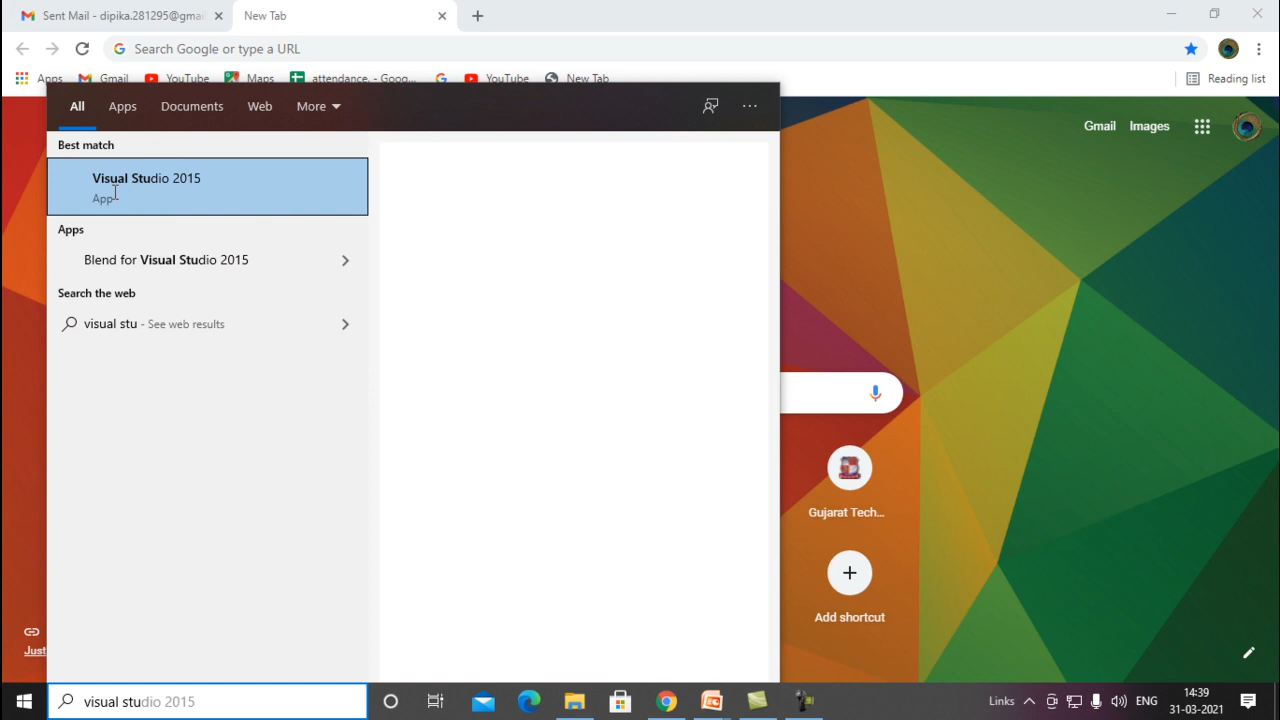 Sent Mail - dipika.281295@gmai
New Tab
Search Google or type a URL
Apps
Gmail
YouTube
Maps
attendance. - Goog...
YouTube
New Tab
Reading list
All
Apps
Documents
Web
More
Gmail
Images
Best match
Visual Studio 2015
App
Apps
Blend for Visual Studio 2015
Search the web
visual stu - See web results
Gujarat Tech...
Add shortcut
Just
visual studio 2015
Links
ENG
14:39
31-03-2021